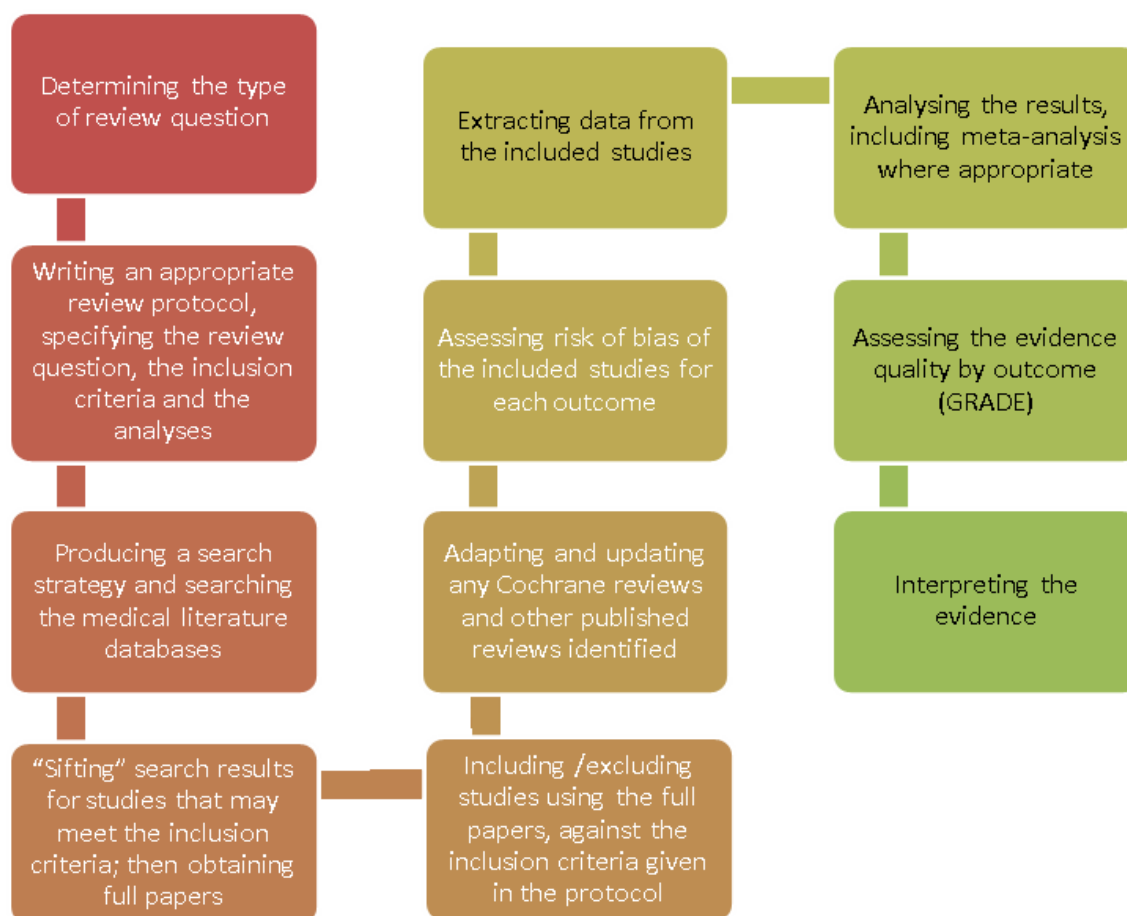 Determining the type
of review question
Writing an appropriate
review protocol,
specifying the review
question, the inclusion
criteria and the
analyses
Producing a search
strategy and searching
the medical literature
databases
“Sifting” search results
for studies that may
meet the inclusion
criteria; then obtaining
full papers
Including /excluding
studies using the full
papers, against the
inclusion criteria given
in the protocol
Adapting and updating
any Cochrane reviews
and other published
reviews identified
Assessing risk of bias of
the included studies for
each outcome
Extracting data from
the included studies
Analysing the results,
including meta-analysis
where appropriate
Assessing the evidence
quality by outcome
(GRADE)
Interpreting the
evidence